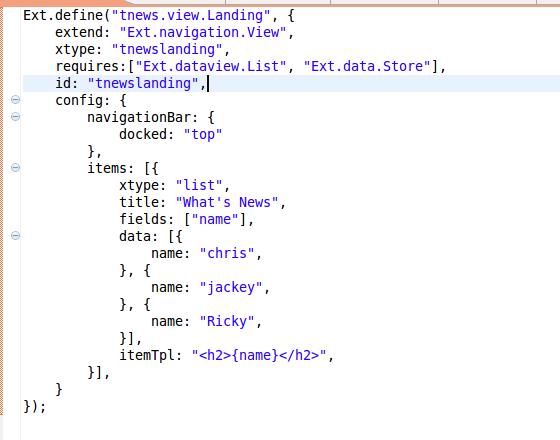 Ext.define("tnews.view.Landing", {
    extend: "Ext.navigation.View",
    xtype: "tnewslanding",
    requires:["Ext.dataview.List", "Ext.data.Store"],
    id: "tnewslanding",
    config: {
        navigationBar: {
            docked: "top"
        },
        items: [{
            xtype: "list",
            title: "What's News",
            fields: ["name"],
            data: [{
                name: "chris",
            }, {
                name: "jackey",
            }, {
                name: "Ricky",
            }],
            itemTpl: "<h2>{name}</h2>",
        }],
    }
});